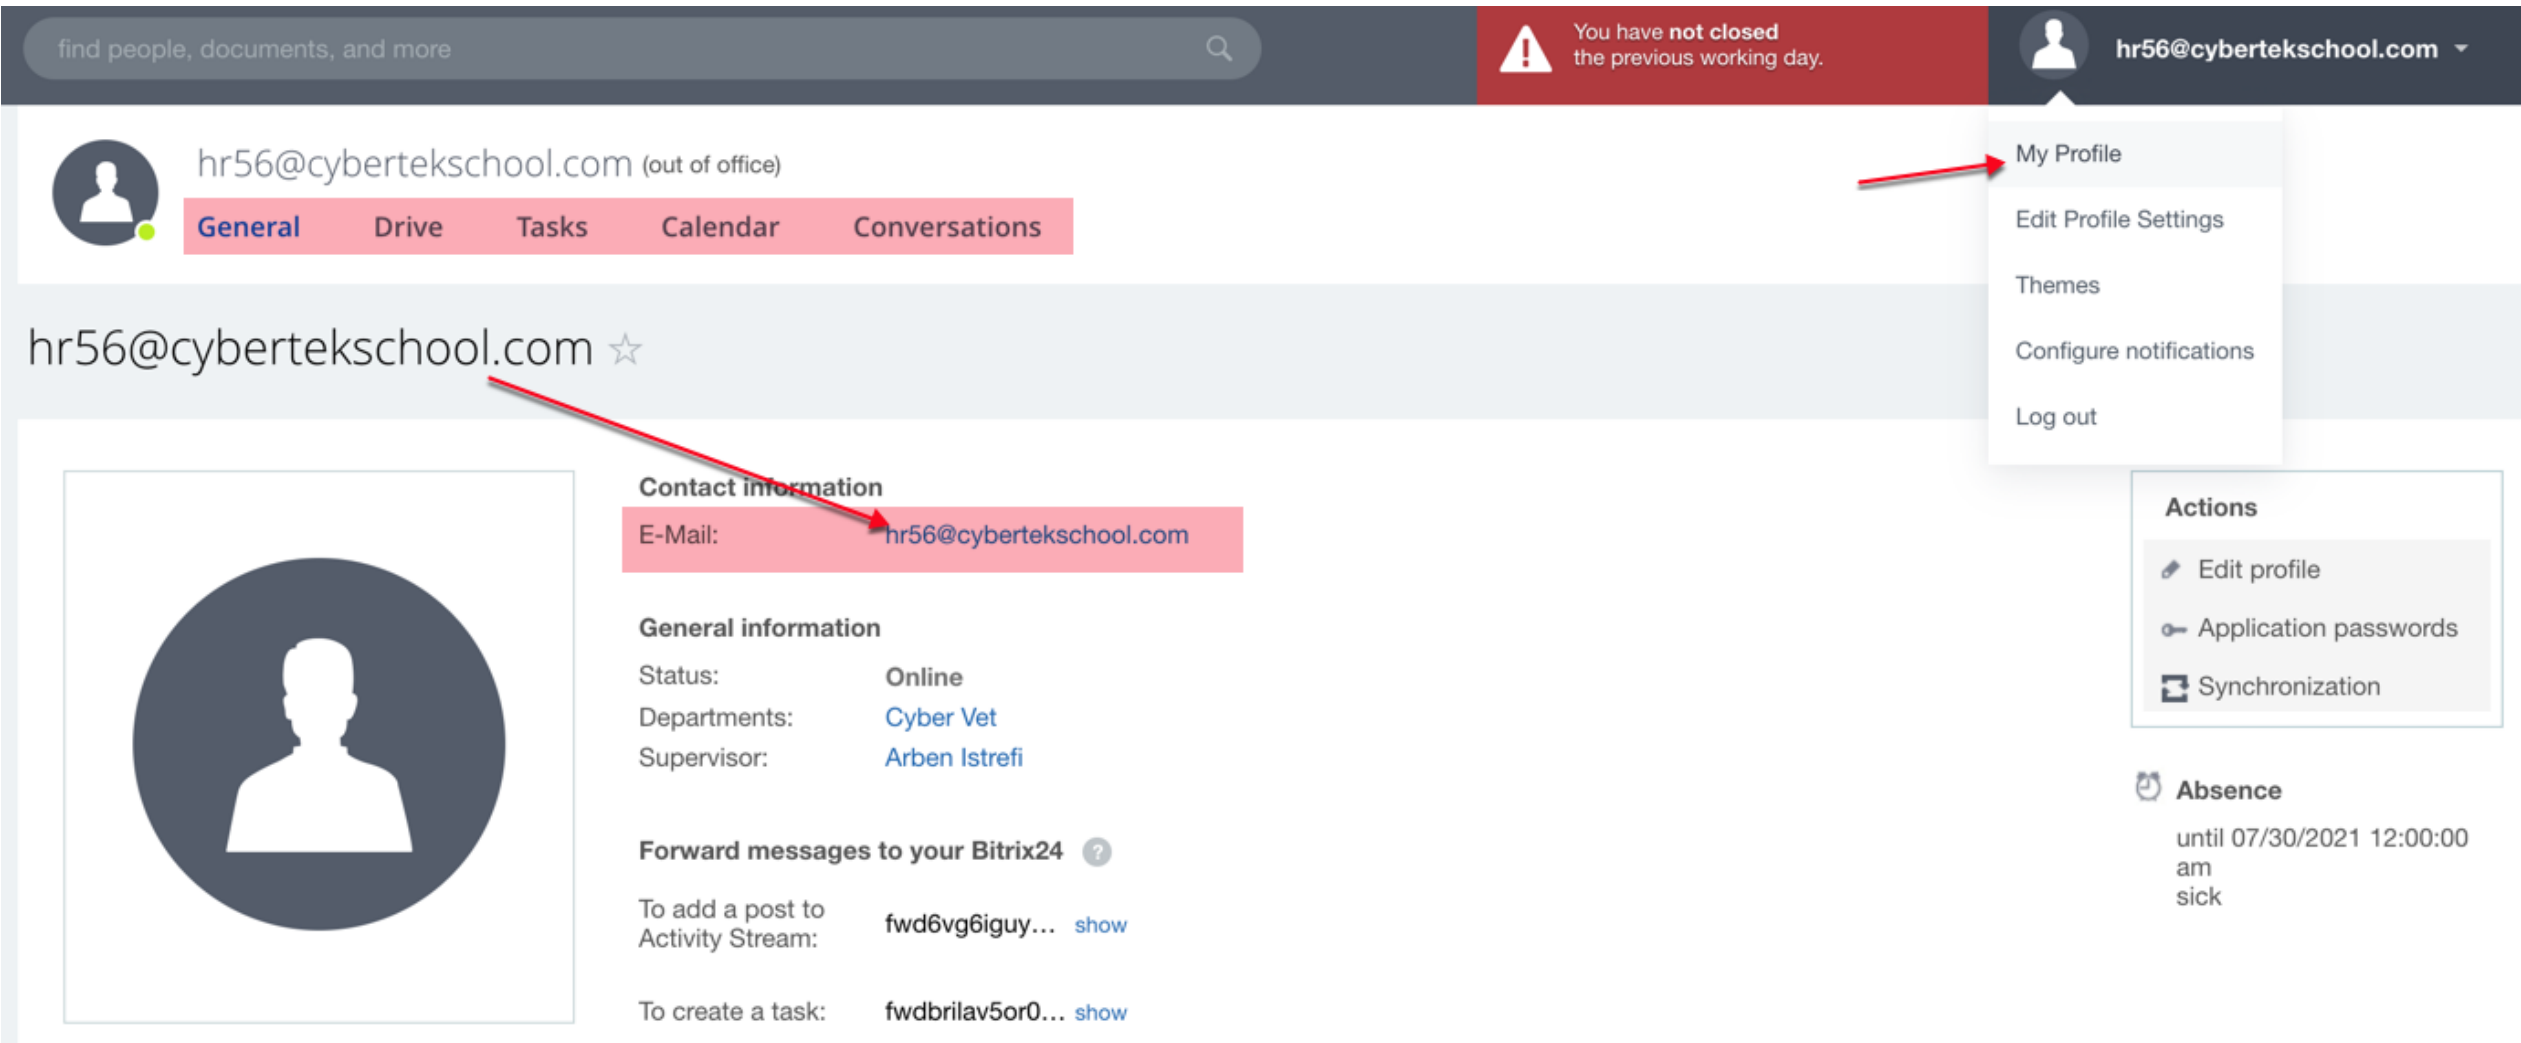 find people, documents, and more
You have not closed
the previous working day.
hr56@cybertekschool.com
hr56@cybertekschool.com (out of office)
General Drive Tasks Calendar Conversations
My Profile
Edit Profile Settings
Themes
Configure notifications
Log out
hr56@cybertekschool.com
Contact information
E-Mail: hr56@cybertekschool.com
General information
Status: Online
Departments: Cyber Vet
Supervisor: Arben Istrefi
Forward messages to your Bitrix24 ?
To add a post to
Activity Stream: fwd6vg6iguy... show
To create a task: fwdbrilav5or0... show
Actions
Edit profile
Application passwords
Synchronization
Absence
until 07/30/2021 12:00:00
am
sick